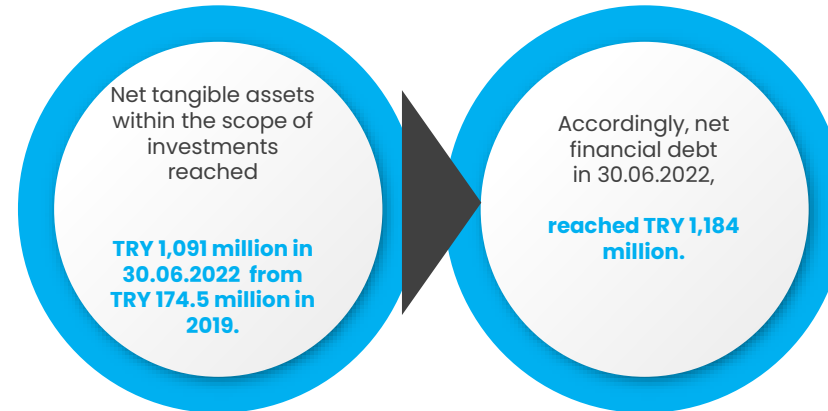 Net tangible assets
within the scope of
investments
reached
TRY 1,091 million in
30.06.2022 from
TRY 174.5 million in
2019.
Accordingly, net
financial debt
in 30.06.2022,
reached TRY 1,184
million.